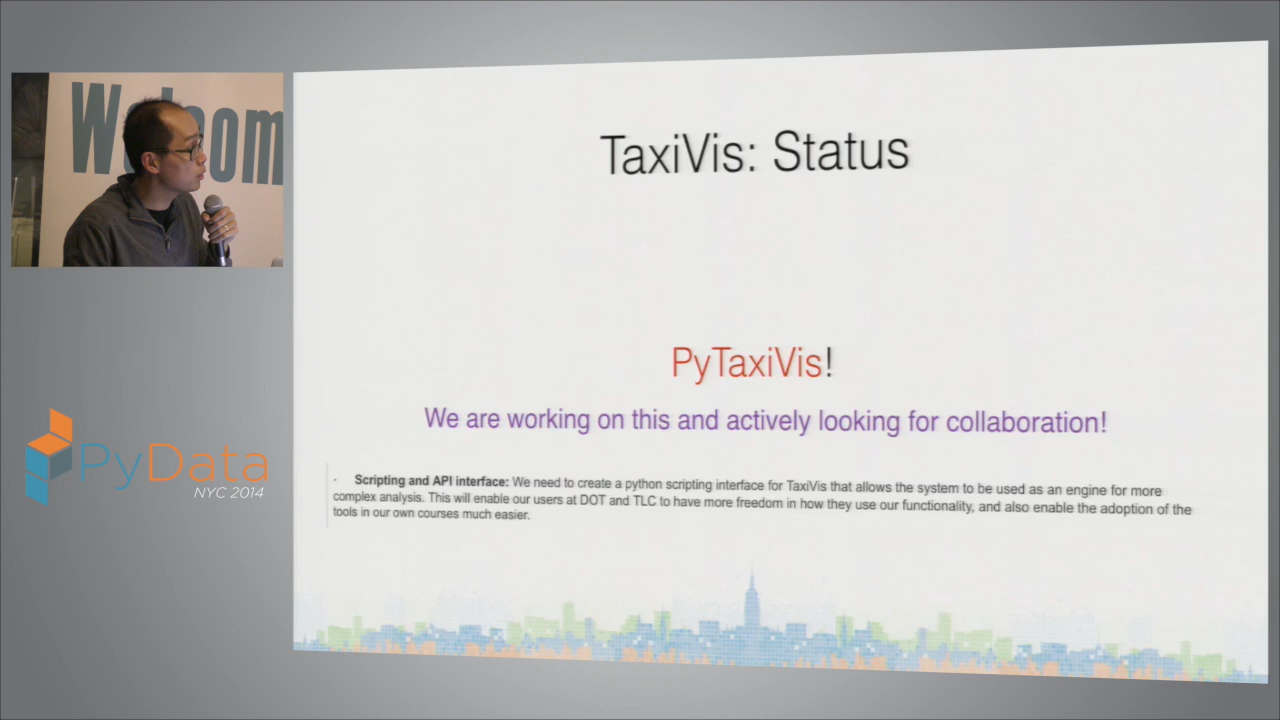 Welcom
TaxiVis: Status
PyTaxiVis!
We are working on this and actively looking for collaboration!
· Scripting and API interface: We need to create a python scripting interface for TaxiVis that allows the system to be used as an engine for more
complex analysis. This will enable our users at DOT and TLC to have more freedom in how they use our functionality, and also enable the adoption of the
tools in our own courses much easier.
PyData
NYC 2014